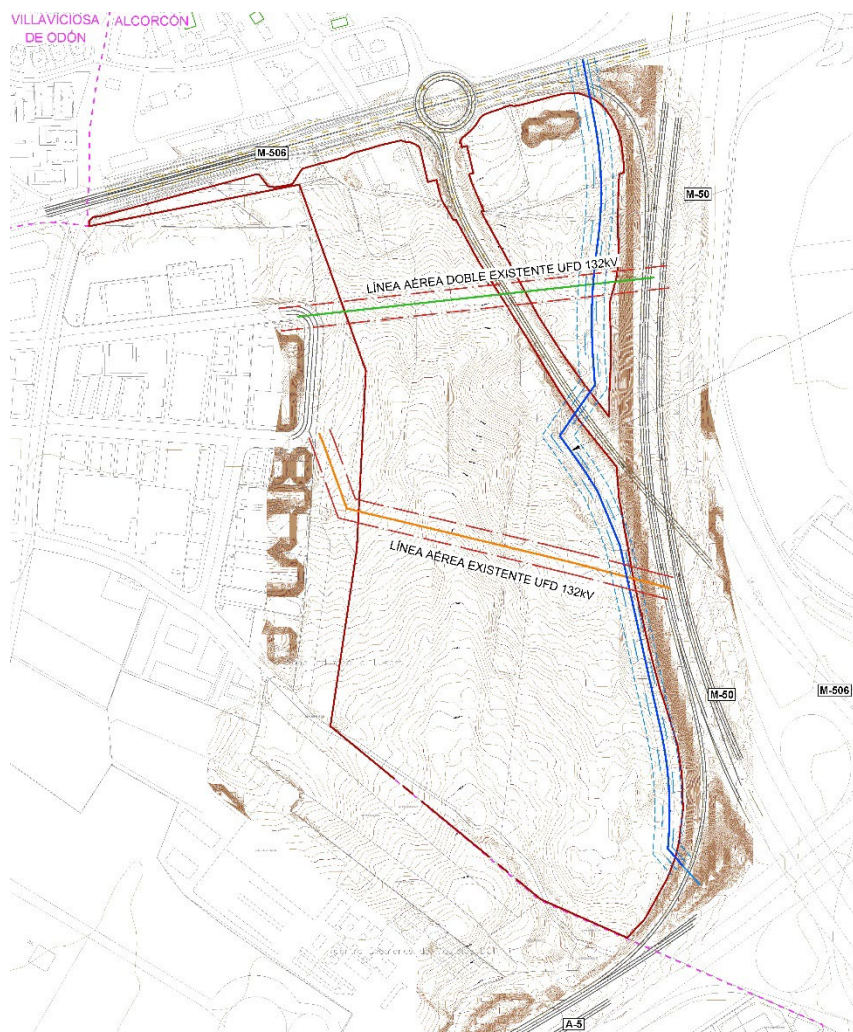 VILLAVICIOSA
DE ODÓN
ALCORCÓN
M-506
M-50
LÍNEA AÉREA DOBLE EXISTENTE UFD 132kV
LÍNEA AÉREA EXISTENTE UFD 132kV
M-50
M-506
A-5